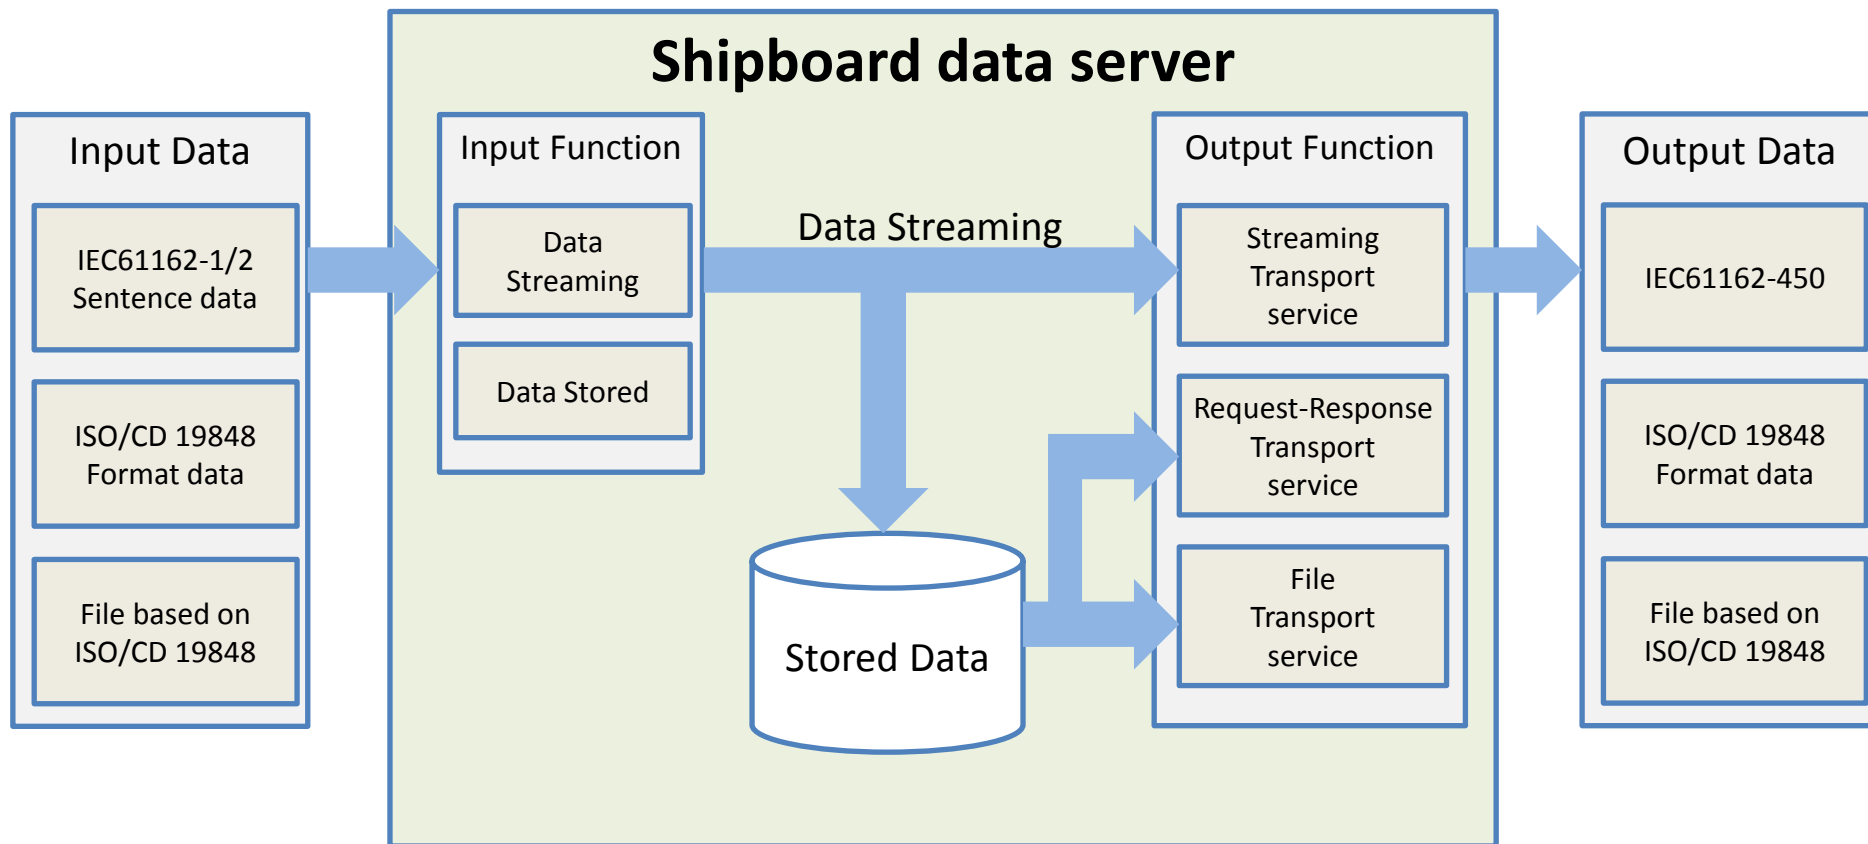 Shipboard data server
Input Data
IEC61162-1/2
Sentence data
ISO/CD 19848
Format data
File based on
ISO/CD 19848
Input Function
Data
Streaming
Data Stored
Data Streaming
Stored Data
Output Function
Streaming
Transport
service
Request-Response
Transport
service
File
Transport
service
Output Data
IEC61162-450
ISO/CD 19848
Format data
File based on
ISO/CD 19848